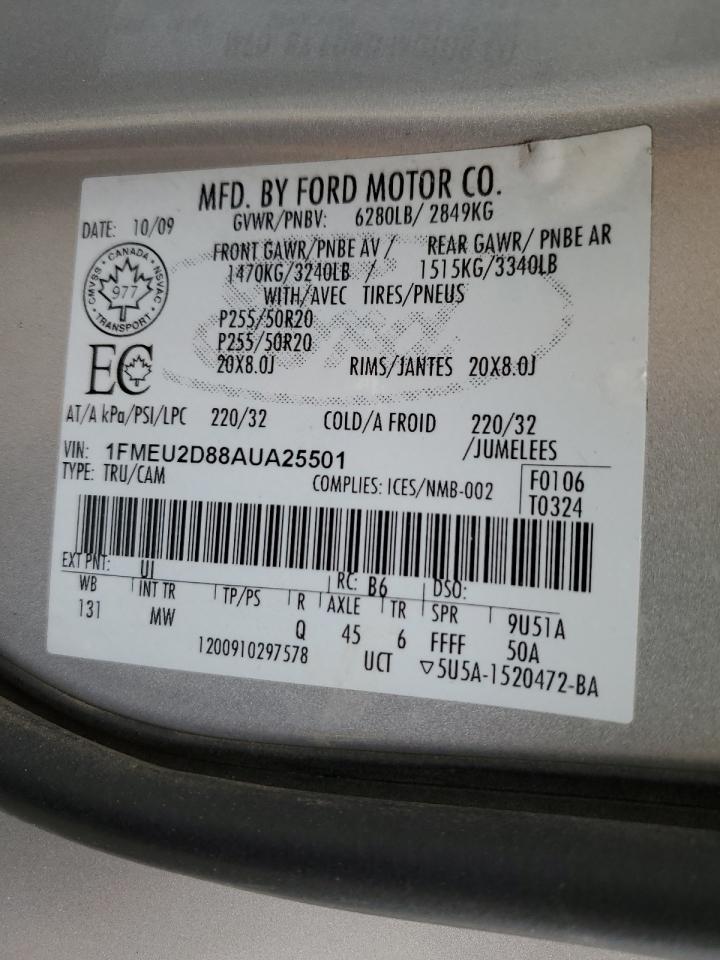 MFD. BY FORD MOTOR CO.
DATE: 10/09 GVWR/PNBV: 6280LB/ 2849KG
FRONT GAWR/PNBE AV / REAR GAWR/ PNBE AR
1470KG/3240LB / 1515KG/3340LB
WITH/AVEC TIRES/PNEUS
P255/50R20
P255/50R20
20X8.0J RIMS/JANTES 20X8.0J
CANADA
CMVSS NSVAC
977
TRANSPORT
EC
AT/A kPa/PSI/LPC 220/32 COLD/A FROID 220/32
/JUMELEES
VIN: 1FMEU2D88AUA25501
TYPE: TRU/CAM COMPLIES: ICES/NMB-002
F0106
T0324
EXT PNT: UI RC: B6 DSO:
WB INT TR TP/PS R AXLE TR SPR 9U51A
131 MW Q 45 6 FFFF 50A
1200910297578 UCT ▽5U5A-1520472-BA